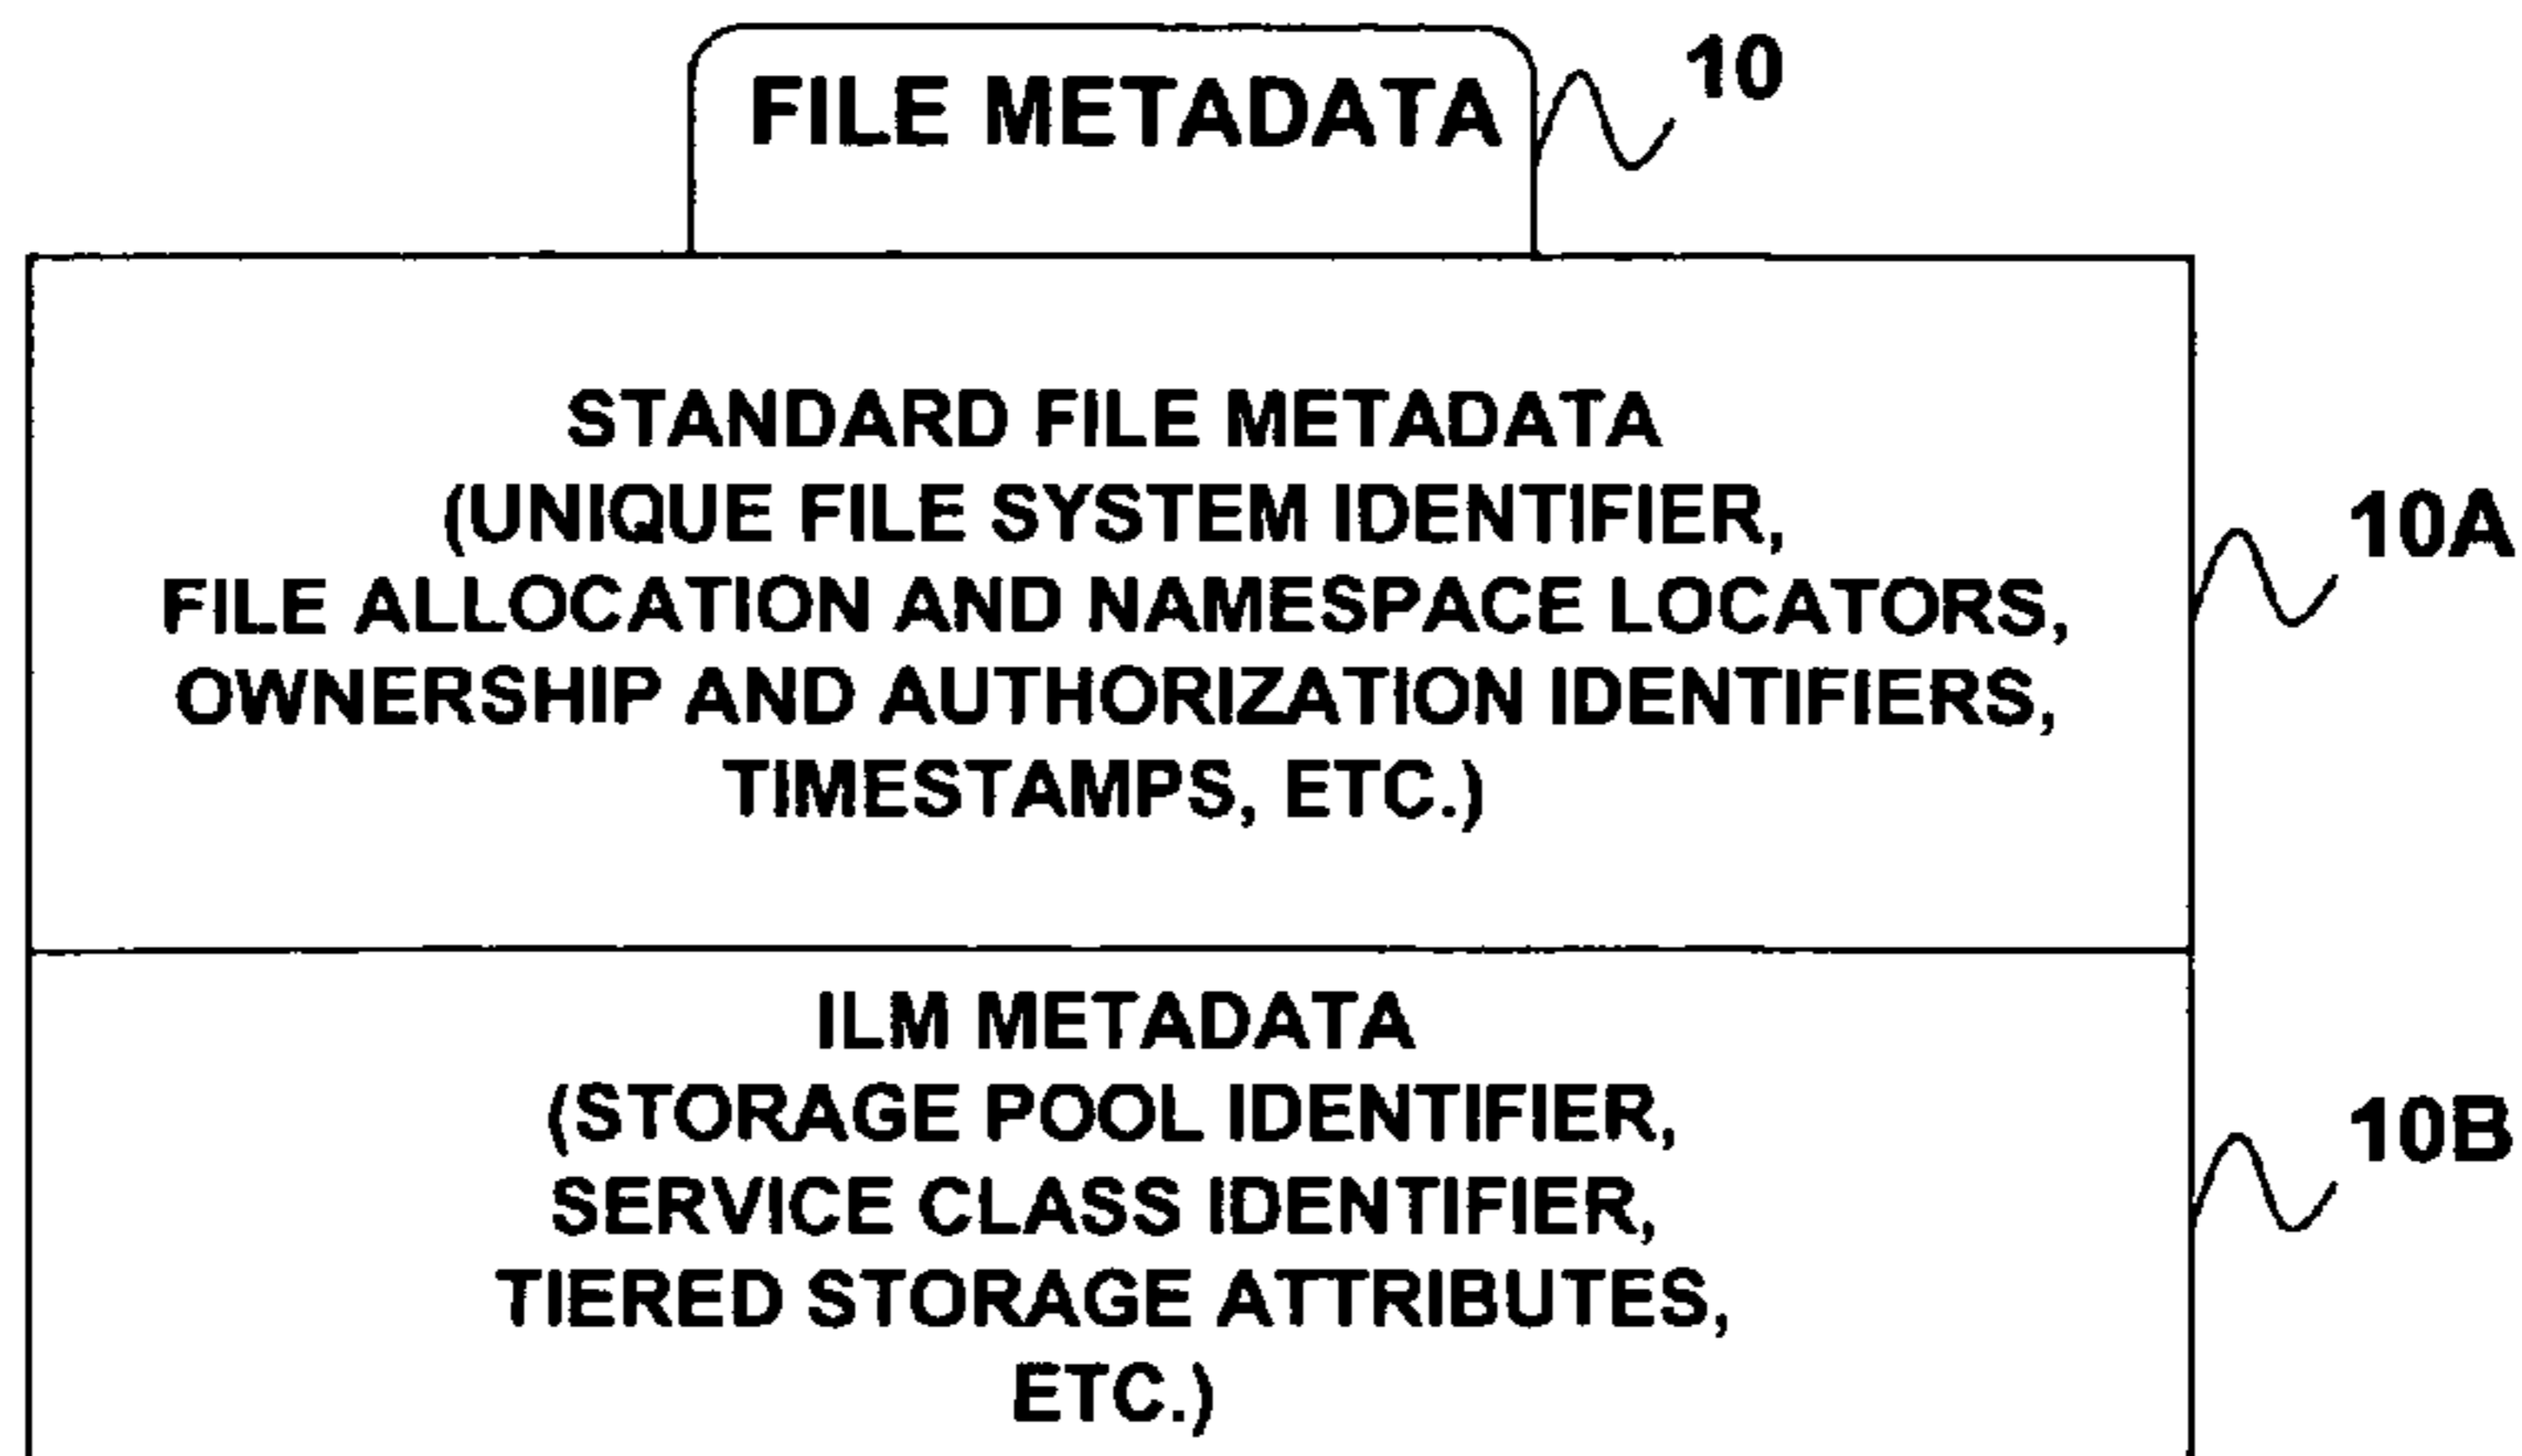 FILE METADATA
10
STANDARD FILE METADATA
(UNIQUE FILE SYSTEM IDENTIFIER,
FILE ALLOCATION AND NAMESPACE LOCATORS,
OWNERSHIP AND AUTHORIZATION IDENTIFIERS,
TIMESTAMPS, ETC.)
10A
ILM METADATA
(STORAGE POOL IDENTIFIER,
SERVICE CLASS IDENTIFIER,
TIERED STORAGE ATTRIBUTES,
ETC.)
10B